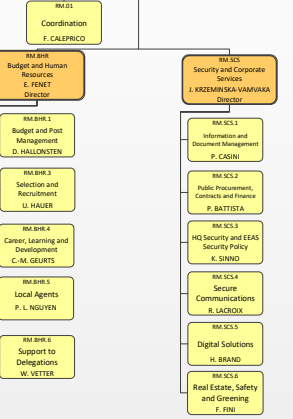 RM.01
Coordination
F. CALEPRICO
RM.BHR
Budget and Human
Resources
E. FENET
Director
RM.BHR.1
Budget and Post
Management
D. HALLONSTEN
RM.BHR.3
Selection and
Recruitment
U. HAUER
RM.BHR.4
Career, Learning and
Development
C.-M. GEURTS
RM.BHR.5
Local Agents
P. L. NGUYEN
RM.BHR.6
Support to
Delegations
W. VETTER
RM.SCS
Security and Corporate
Services
J. KRZEMINSKA-VAMVAKA
Director
RM.SCS.1
Information and
Document Management
P. CASINI
RM.SCS.2
Public Procurement,
Contracts and Finance
P. BATTISTA
RM.SCS.3
HQ Security and EEAS
Security Policy
K. SINNO
RM.SCS.4
Secure
Communications
R. LACROIX
RM.SCS.5
Digital Solutions
H. BRAND
RM.SCS.6
Real Estate, Safety
and Greening
F. FINI